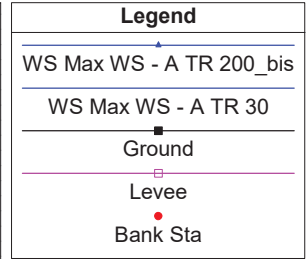 Legend
WS Max WS - A TR 200_bis
WS Max WS - A TR 30
Ground
Levee
Bank Sta